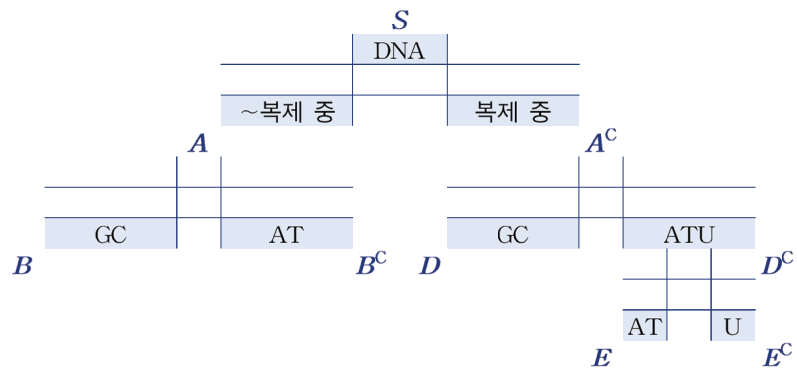 S
DNA
~복제 중 복제 중
A A^C
GC AT GC ATU
B B^C D D^C
AT U
E E^C